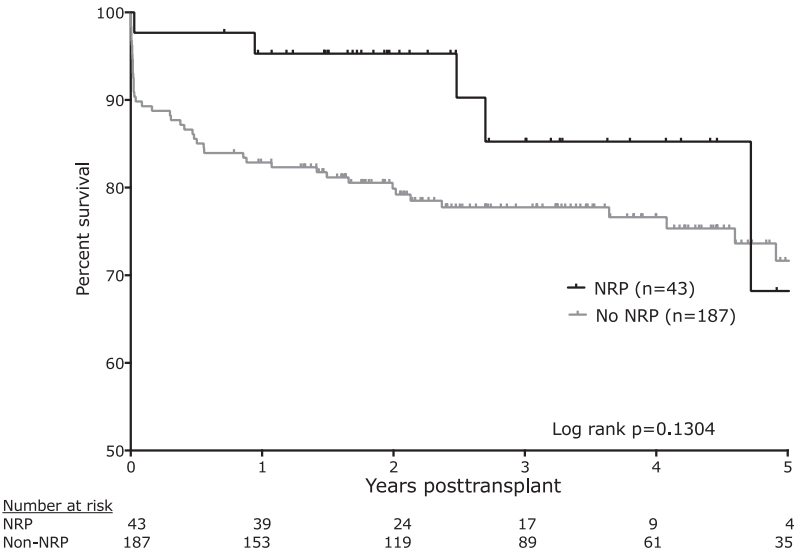 100
90
80
70
60
50
Percent survival
NRP (n=43)
No NRP (n=187)
Log rank p=0.1304
0 1 2 3 4 5
Years posttransplant
Number at risk
NRP 43 39 24 17 9 4
Non-NRP 187 153 119 89 61 35